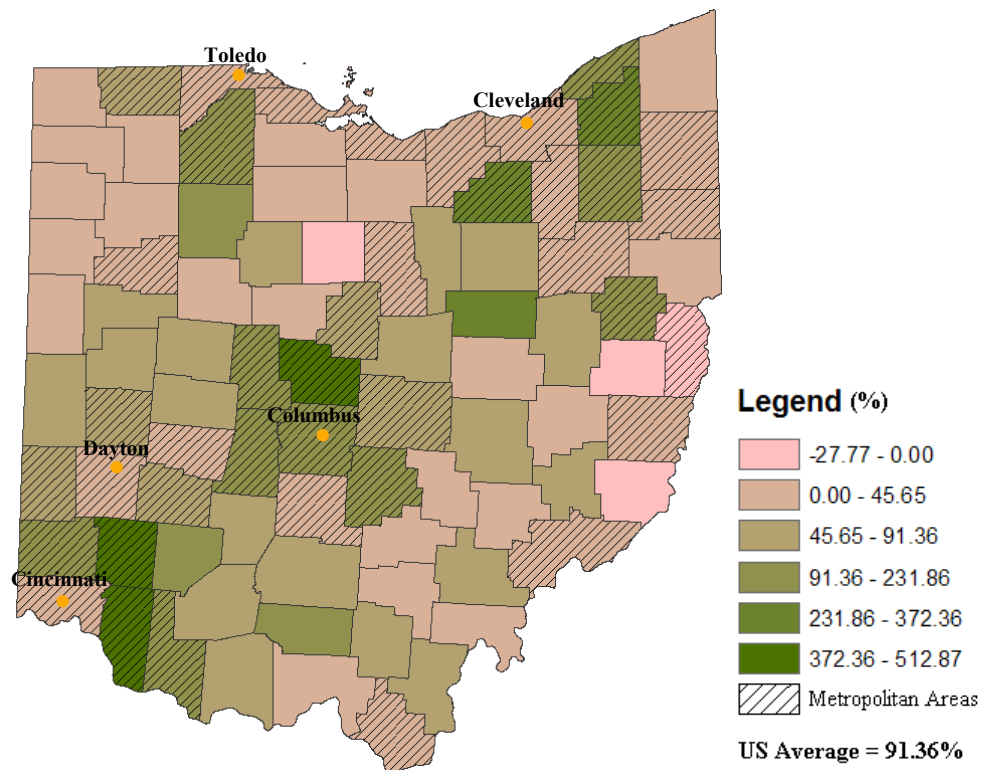 Toledo
Cleveland
Columbus
Dayton
Cincinnati
Legend (%)
-27.77 - 0.00
0.00 - 45.65
45.65 - 91.36
91.36 - 231.86
231.86 - 372.36
372.36 - 512.87
Metropolitan Areas
US Average = 91.36%